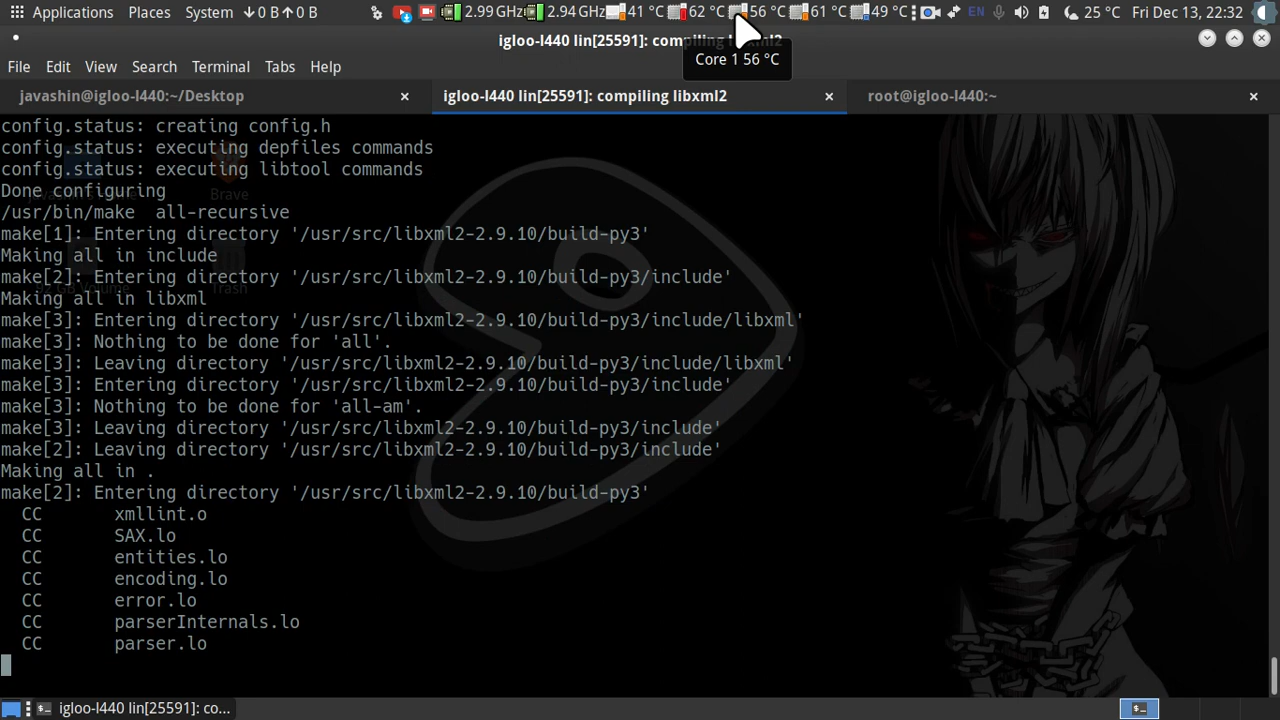 Applications Places System ↓0 B↑0 B 2.99 GHz 2.94 GHz 41 °C 62 °C 56 °C 61 °C 49 °C EN 25 °C Fri Dec 13, 22:32
igloo-l440 lin[25591]: compiling libxml2
Core 1 56 °C
File Edit View Search Terminal Tabs Help
javashin@igloo-l440:~/Desktop × igloo-l440 lin[25591]: compiling libxml2 × root@igloo-l440:~ ×
config.status: creating config.h
config.status: executing depfiles commands
config.status: executing libtool commands
Done configuring
Brave
/usr/bin/make  all-recursive
make[1]: Entering directory '/usr/src/libxml2-2.9.10/build-py3'
Making all in include
make[2]: Entering directory '/usr/src/libxml2-2.9.10/build-py3/include'
Trash
Making all in libxml
make[3]: Entering directory '/usr/src/libxml2-2.9.10/build-py3/include/libxml'
make[3]: Nothing to be done for 'all'.
make[3]: Leaving directory '/usr/src/libxml2-2.9.10/build-py3/include/libxml'
make[3]: Entering directory '/usr/src/libxml2-2.9.10/build-py3/include'
make[3]: Nothing to be done for 'all-am'.
make[3]: Leaving directory '/usr/src/libxml2-2.9.10/build-py3/include'
make[2]: Leaving directory '/usr/src/libxml2-2.9.10/build-py3/include'
Making all in .
make[2]: Entering directory '/usr/src/libxml2-2.9.10/build-py3'
CC       xmllint.o
CC       SAX.lo
CC       entities.lo
CC       encoding.lo
CC       error.lo
CC       parserInternals.lo
CC       parser.lo
igloo-l440 lin[25591]: co...